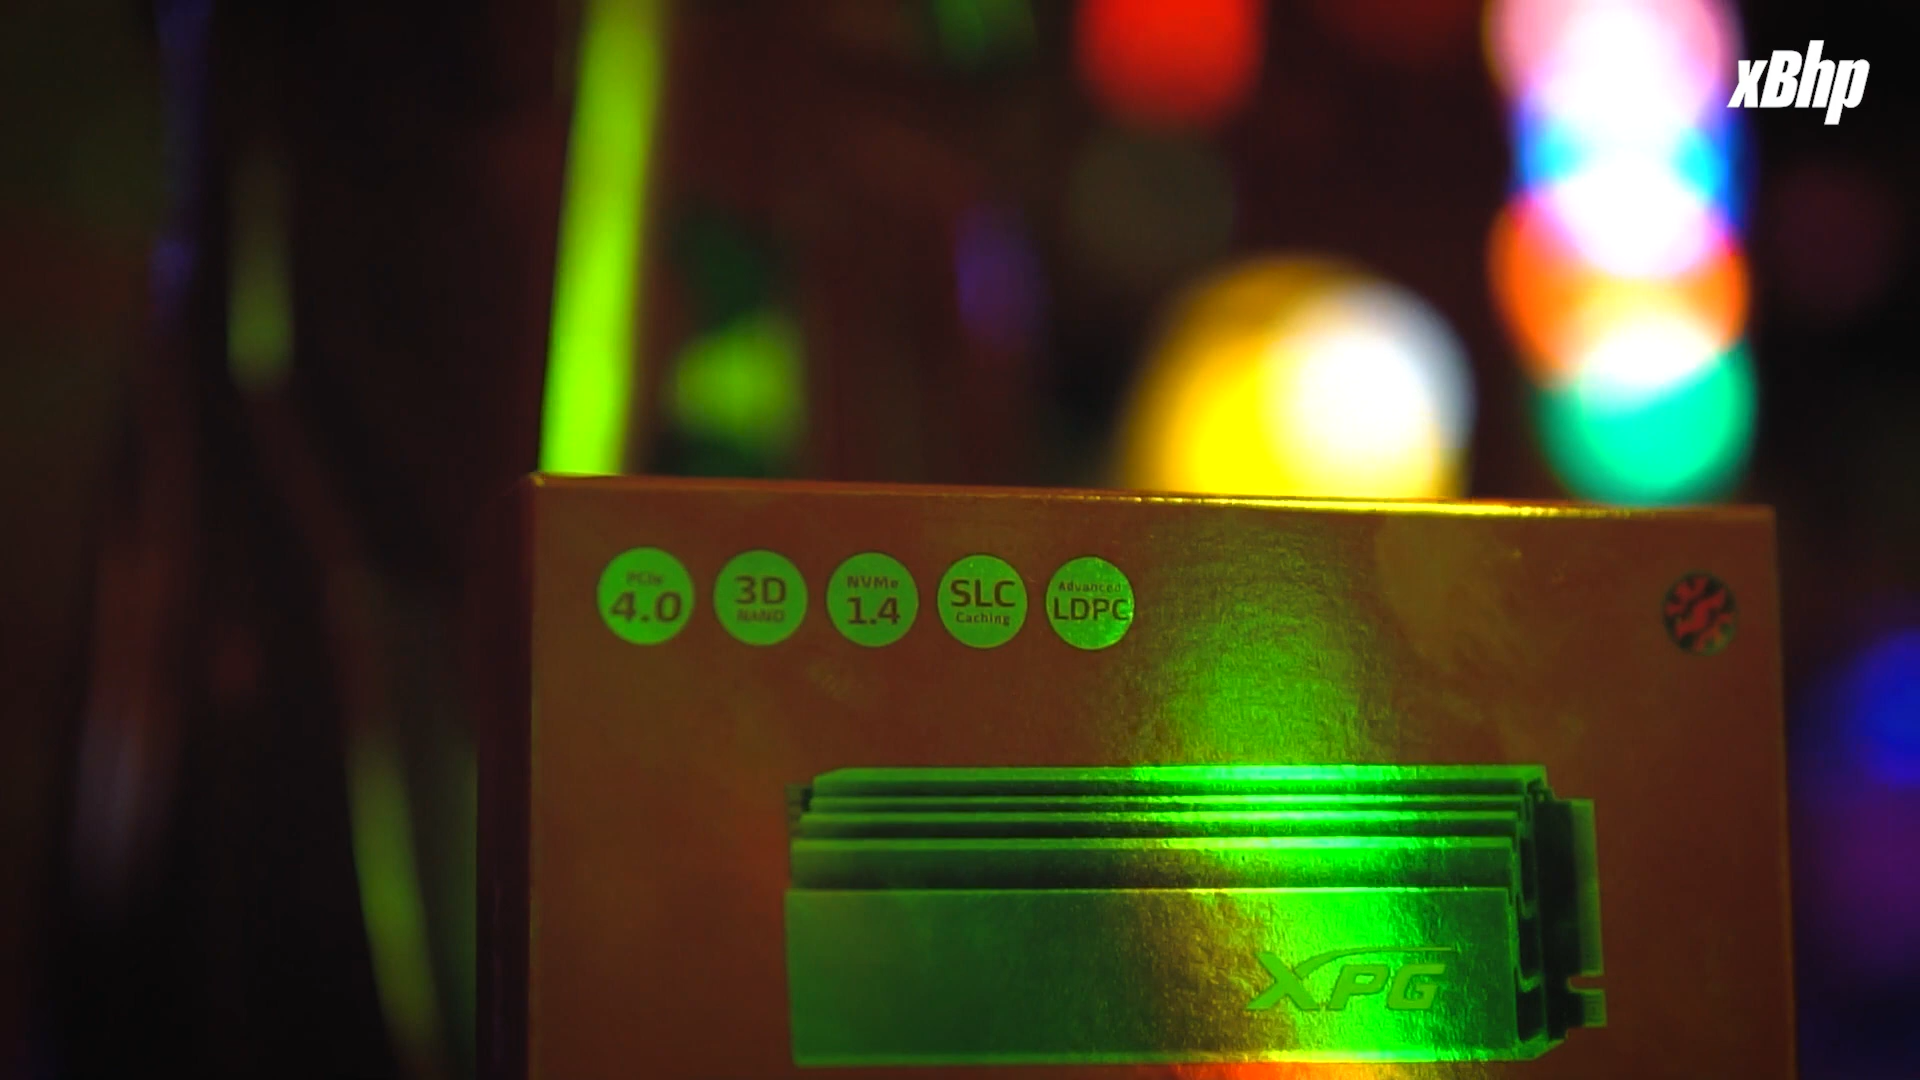 xBhp
PCIe
4.0
3D
NAND
NVMe
1.4
SLC
Caching
Advanced
LDPC
XPG